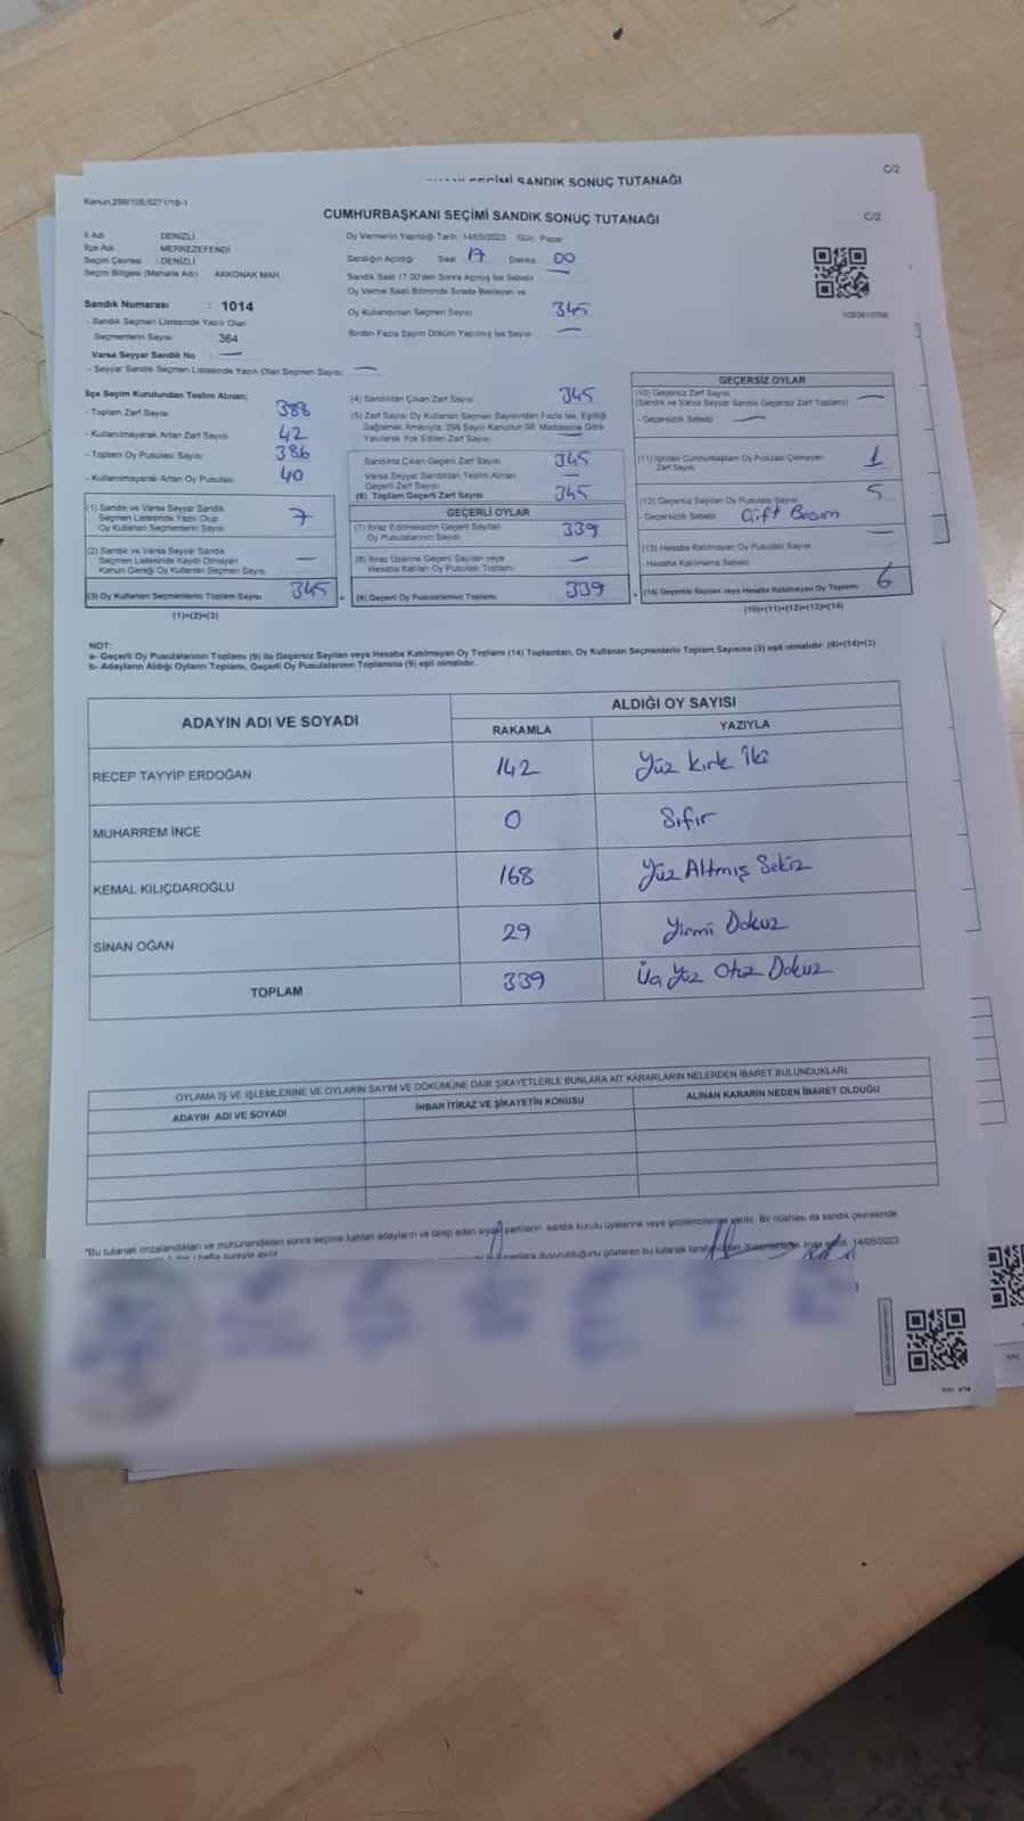 SANDIK SONUÇ TUTANAĞI
C/2
CUMHURBAŞKANI SEÇİMİ SANDIK SONUÇ TUTANAĞI
C/2
İl Adı DENİZLİ
İlçe Adı MERKEZEFENDİ
Seçim Çevresi : DENİZLİ
Seçim Bölgesi (Mahalle Adı) AKKONAK MAH.
Oy Vermenin Yapıldığı Tarih 14/05/2023 Gün: Pazar
Sandığın Açıldığı Saat 17 Dakika 00
Sandık Saat 17:00'den Sonra Açılmış İse Sebebi
Oy Verme Saati Bitiminde Sırada Bekleyen ve
Oy Kullandırılan Seçmen Sayısı 345
Birden Fazla Sayım Döküm Yapılmış İse Sayısı —
Sandık Numarası : 1014
- Sandık Seçmen Listesinde Yazılı Olan
Seçmenlerin Sayısı 364
Varsa Seyyar Sandık No : —
- Seyyar Sandık Seçmen Listesinde Yazılı Olan Seçmen Sayısı: —
İlçe Seçim Kurulundan Teslim Alınan;
- Toplam Zarf Sayısı 388
- Kullanılmayarak Artan Zarf Sayısı 42
- Toplam Oy Pusulası Sayısı 386
- Kullanılmayarak Artan Oy Pusulası 40
(1) Sandık ve Varsa Seyyar Sandık
Seçmen Listesinde Yazılı Olup
Oy Kullanan Seçmenlerin Sayısı 7
(2) Sandık ve Varsa Seyyar Sandık
Seçmen Listesinde Kaydı Olmayan
Kanun Gereği Oy Kullanan Seçmen Sayısı —
(3) Oy Kullanan Seçmenlerin Toplam Sayısı 345
(1)+(2)=(3)
(4) Sandıktan Çıkan Zarf Sayısı 345
(5) Zarf Sayısı Oy Kullanan Seçmen Sayısından Fazla İse, Eşitliği
Sağlamak Amacıyla, 298 Sayılı Kanunun 98. Maddesine Göre
Yakılarak Yok Edilen Zarf Sayısı —
Sandıkta Çıkan Geçerli Zarf Sayısı 345
Varsa Seyyar Sandıktan Teslim Alınan
Geçerli Zarf Sayısı —
(6) Toplam Geçerli Zarf Sayısı 345
GEÇERLİ OYLAR
(7) İtiraz Edilmeksizin Geçerli Sayılan
Oy Pusulasının Sayısı 339
(8) İtiraz Üzerine Geçerli Sayılan veya
Hesaba Katılan Oy Pusulası Toplamı —
(9) Geçerli Oy Pusulalarının Toplamı 339
GEÇERSİZ OYLAR
(10) Geçersiz Zarf Sayısı
(Sandık ve Varsa Seyyar Sandık Geçersiz Zarf Toplamı) —
- Geçersizlik Sebebi —
(11) İçinden Cumhurbaşkanı Oy Pusulası Çıkmayan
Zarf Sayısı 1
(12) Geçersiz Sayılan Oy Pusulası Sayısı 5
- Geçersizlik Sebebi Çift Basım
(13) Hesaba Katılmayan Oy Pusulası Sayısı —
- Hesaba Katılmama Sebebi
(14) Geçersiz Sayılan veya Hesaba Katılmayan Oy Toplamı 6
(10)+(11)+(12)+(13)=(14)
NOT:
a- Geçerli Oy Pusulalarının Toplamı (9) ile Geçersiz Sayılan veya Hesaba Katılmayan Oy Toplamı (14) Toplamları, Oy Kullanan Seçmenlerin Toplam Sayısına (3) eşit olmalıdır. (9)+(14)=(3)
b- Adayların Aldığı Oyların Toplamı, Geçerli Oy Pusulalarının Toplamına (9) eşit olmalıdır.
ADAYIN ADI VE SOYADI
ALDIĞI OY SAYISI
RAKAMLA YAZIYLA
RECEP TAYYİP ERDOĞAN 142 Yüz kırk iki
MUHARREM İNCE 0 Sıfır
KEMAL KILIÇDAROĞLU 168 Yüz Altmış Sekiz
SİNAN OĞAN 29 Yirmi Dokuz
TOPLAM 339 Üç Yüz Otuz Dokuz
OYLAMA İŞ VE İŞLEMLERİNE VE OYLARIN SAYIM VE DÖKÜMÜNE DAİR ŞİKAYETLERLE BUNLARA AİT KARARLARIN NELERDEN İBARET BULUNDUKLARI
ADAYIN ADI VE SOYADI
İHBAR İTİRAZ VE ŞİKAYETİN KONUSU
ALINAN KARARIN NEDEN İBARET OLDUĞU
*Bu tutanak imzalandıktan ve mühürlendikten sonra seçime katılan adayların ve talep eden siyasi partilerin sandık kurulu üyelerine veya gözlemcilerine verilir. Bir nüshası da sandık çevresinde
14/05/2023